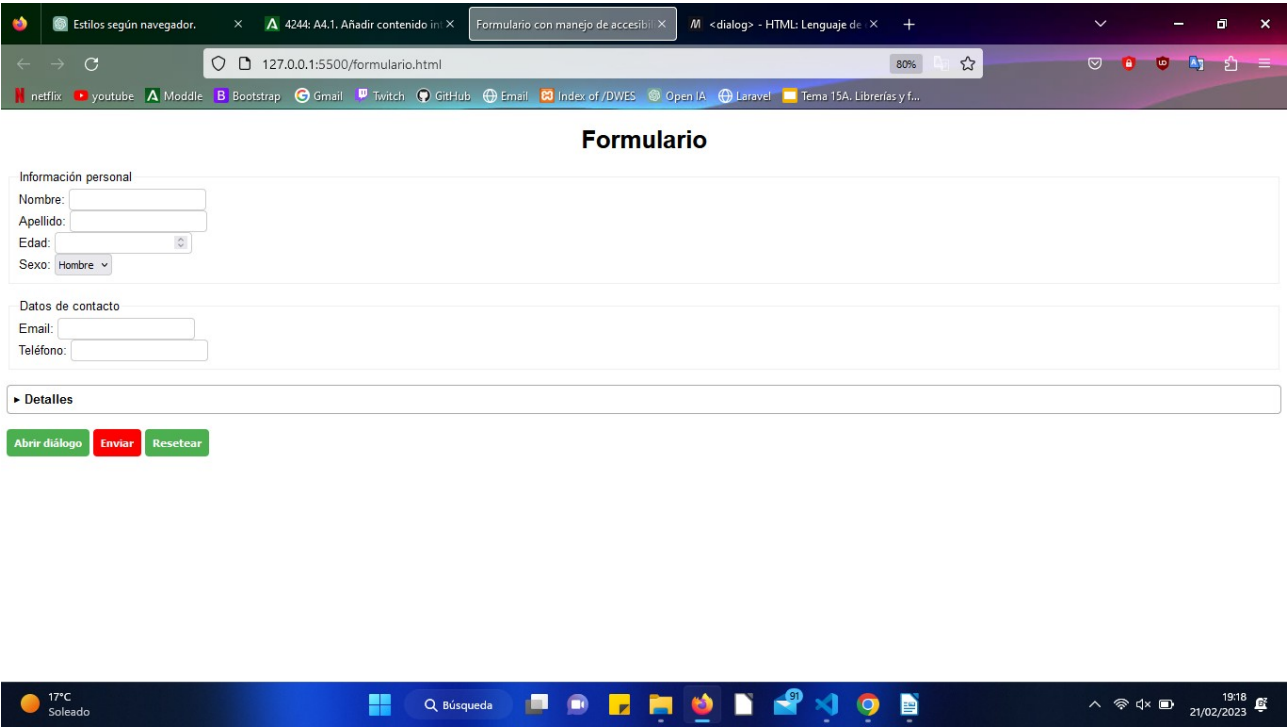 Estilos según navegador.
4244: A4.1. Añadir contenido int
Formulario con manejo de accesibil
<dialog> - HTML: Lenguaje de
127.0.0.1:5500/formulario.html
80%
netflix youtube Moddle Bootstrap Gmail Twitch GitHub Email Index of /DWES Open IA Laravel Tema 15A. Librerías y f...
Formulario
Información personal
Nombre:
Apellido:
Edad:
Sexo: Hombre
Datos de contacto
Email:
Teléfono:
Detalles
Abrir diálogo Enviar Resetear
17°C
Soleado
Búsqueda
91
19:18
21/02/2023